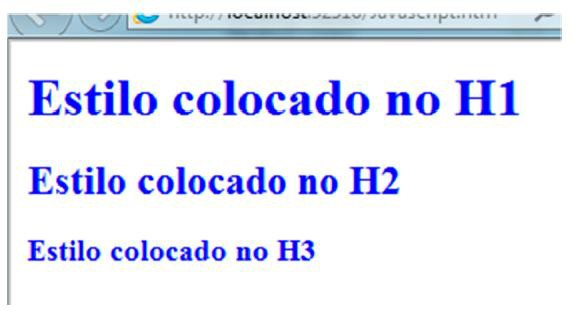 Estilo colocado no H1
Estilo colocado no H2
Estilo colocado no H3